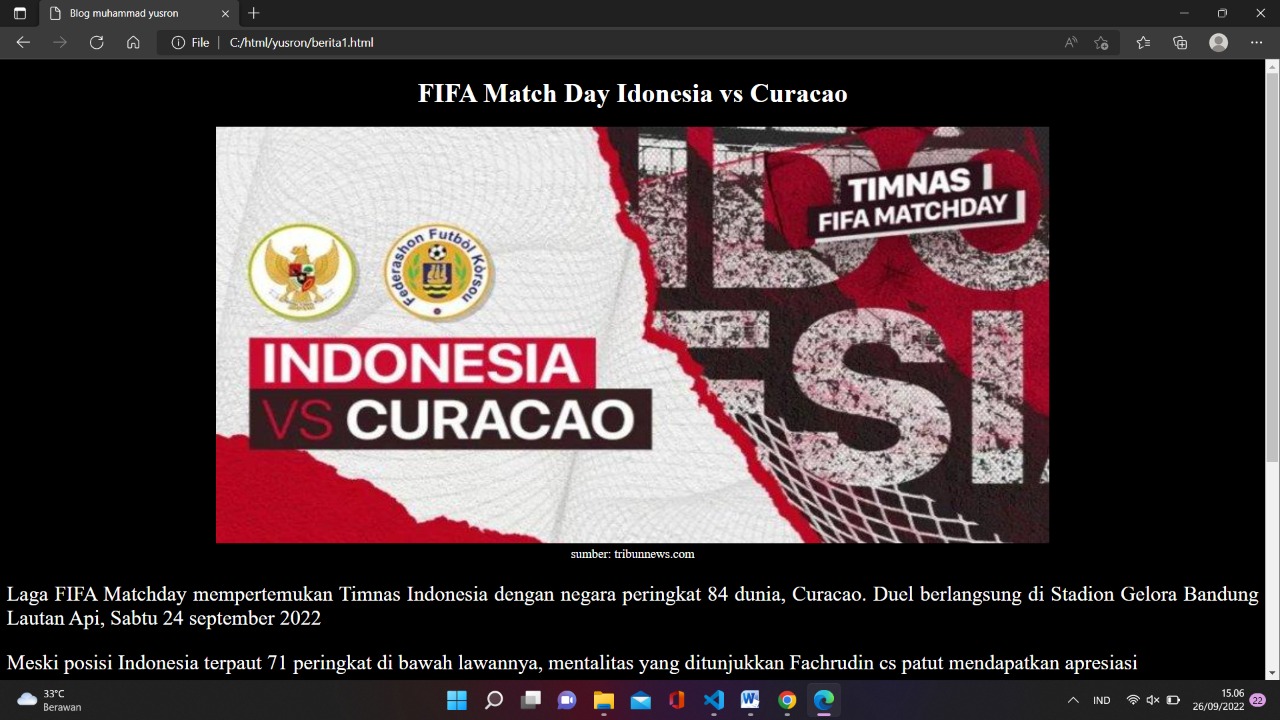 Blog muhammad yusron
File
C:/html/yusron/berita1.html
FIFA Match Day Idonesia vs Curacao
TIMNAS
FIFA MATCHDAY
Federashon Futbòl Kòrsou
INDONESIA
VS CURACAO
sumber: tribunnews.com
Laga FIFA Matchday mempertemukan Timnas Indonesia dengan negara peringkat 84 dunia, Curacao. Duel berlangsung di Stadion Gelora Bandung
Lautan Api, Sabtu 24 september 2022
Meski posisi Indonesia terpaut 71 peringkat di bawah lawannya, mentalitas yang ditunjukkan Fachrudin cs patut mendapatkan apresiasi
33°C
Berawan
IND
15.06
26/09/2022
22